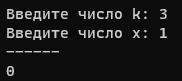 Введите число k: 3
Введите число x: 1
------
0